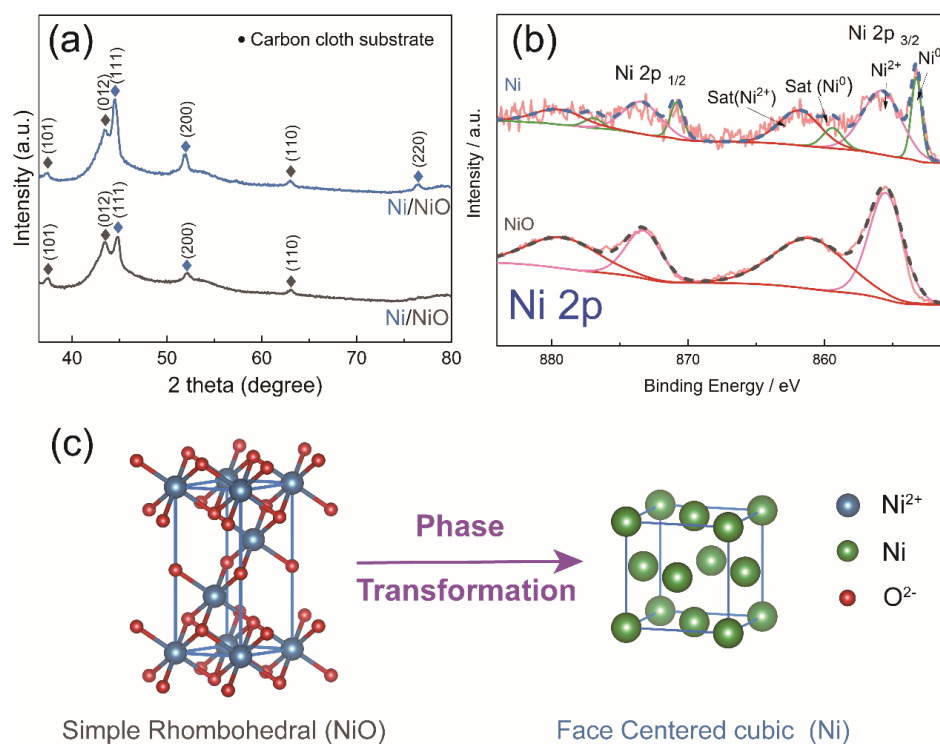 (a)
• Carbon cloth substrate
(101)
(012)
(111)
(200)
(110)
(220)
Ni/NiO
(101)
(012)
(111)
(200)
(110)
Ni/NiO
Intensity (a.u.)
40 50 60 70 80
2 theta (degree)
(b)
Ni 2p 3/2
Ni
Ni 2p 1/2
Sat(Ni2+)
Sat (Ni0)
Ni2+
Ni0
NiO
Ni 2p
Intensity / a.u.
880 870 860
Binding Energy / eV
(c)
Phase
Transformation
Ni2+
Ni
O2-
Simple Rhombohedral (NiO)
Face Centered cubic (Ni)